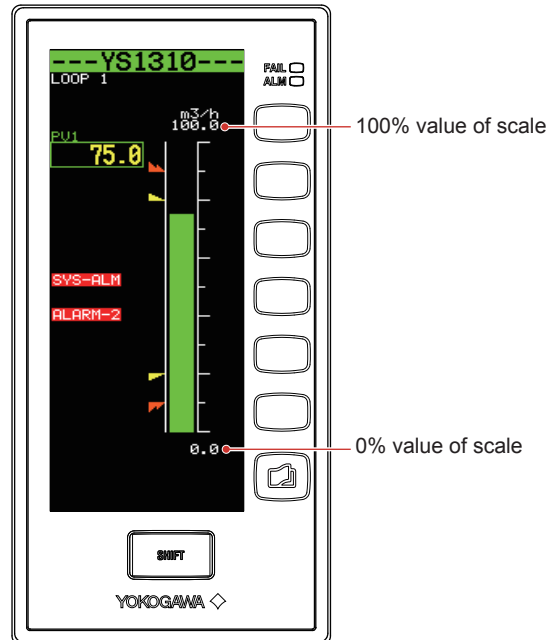 ---YS1310---
LOOP 1
FAIL
ALM
m3/h
100.0
100% value of scale
PV1
75.0
SYS-ALM
ALARM-2
0.0
0% value of scale
SHIFT
YOKOGAWA